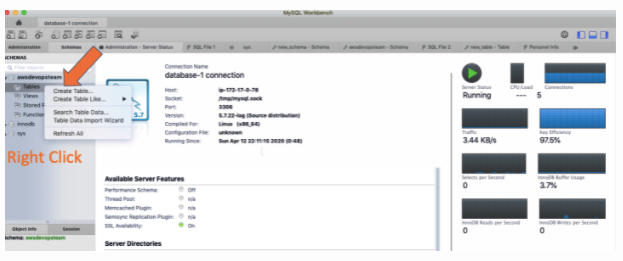 MySQL Workbench
database-1 connection
Administration Schemas Administration - Server Status SQL File 1 sys new_schema - Schema awsdevopsteam - Schema SQL File 2 new_table - Table Personal Info
SCHEMAS
Filter objects
awsdevopsteam
Tables
Views
Stored P
Function
innodb
sys
Create Table...
Create Table Like...
Search Table Data...
Table Data Import Wizard
Refresh All
Right Click
Object Info Session
Schema: awsdevopsteam
5.7
Connection Name
database-1 connection
Host: ip-172-17-0-78
Socket: /tmp/mysql.sock
Port: 3306
Version: 5.7.22-log (Source distribution)
Compiled For: Linux (x86_64)
Configuration File: unknown
Running Since: Sun Apr 12 22:11:15 2020 (0:48)
Available Server Features
Performance Schema: Off
Thread Pool: n/a
Memcached Plugin: n/a
Semisync Replication Plugin: n/a
SSL Availability: On
Server Directories
Server Status CPU/Load Connections
Running --- 5
Traffic Key Efficiency
3.44 KB/s 97.5%
Selects per Second InnoDB Buffer Usage
0 3.7%
InnoDB Reads per Second InnoDB Writes per Second
0 0